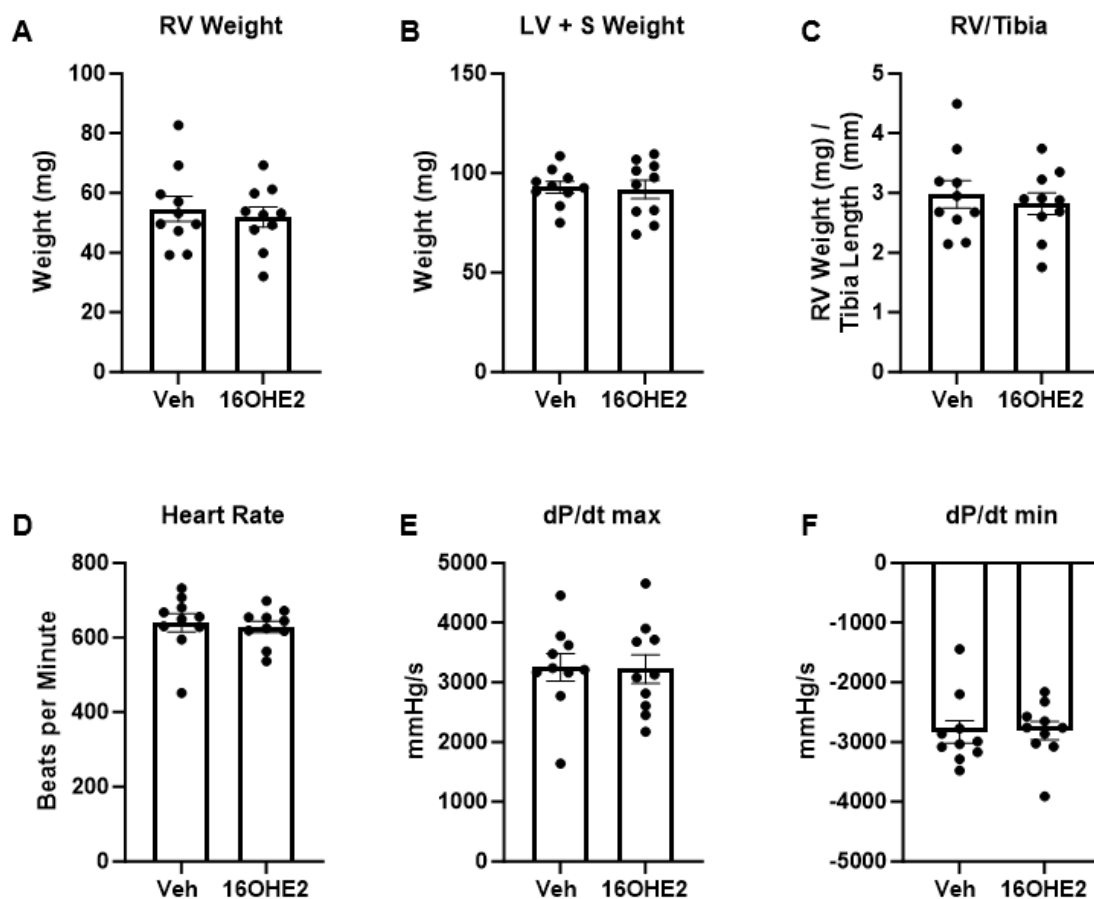 A
RV Weight
Weight (mg)
100
80
60
40
20
0
Veh
16OHE2
B
LV + S Weight
Weight (mg)
150
100
50
0
Veh
16OHE2
C
RV/Tibia
RV Weight (mg) /
Tibia Length (mm)
5
4
3
2
1
0
Veh
16OHE2
D
Heart Rate
Beats per Minute
800
600
400
200
0
Veh
16OHE2
E
dP/dt max
mmHg/s
5000
4000
3000
2000
1000
0
Veh
16OHE2
F
dP/dt min
mmHg/s
0
-1000
-2000
-3000
-4000
-5000
Veh
16OHE2